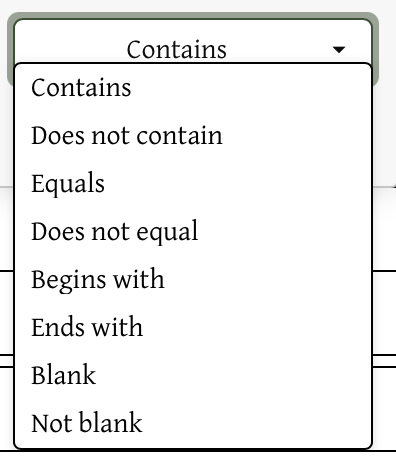 Contains
Contains
Does not contain
Equals
Does not equal
Begins with
Ends with
Blank
Not blank